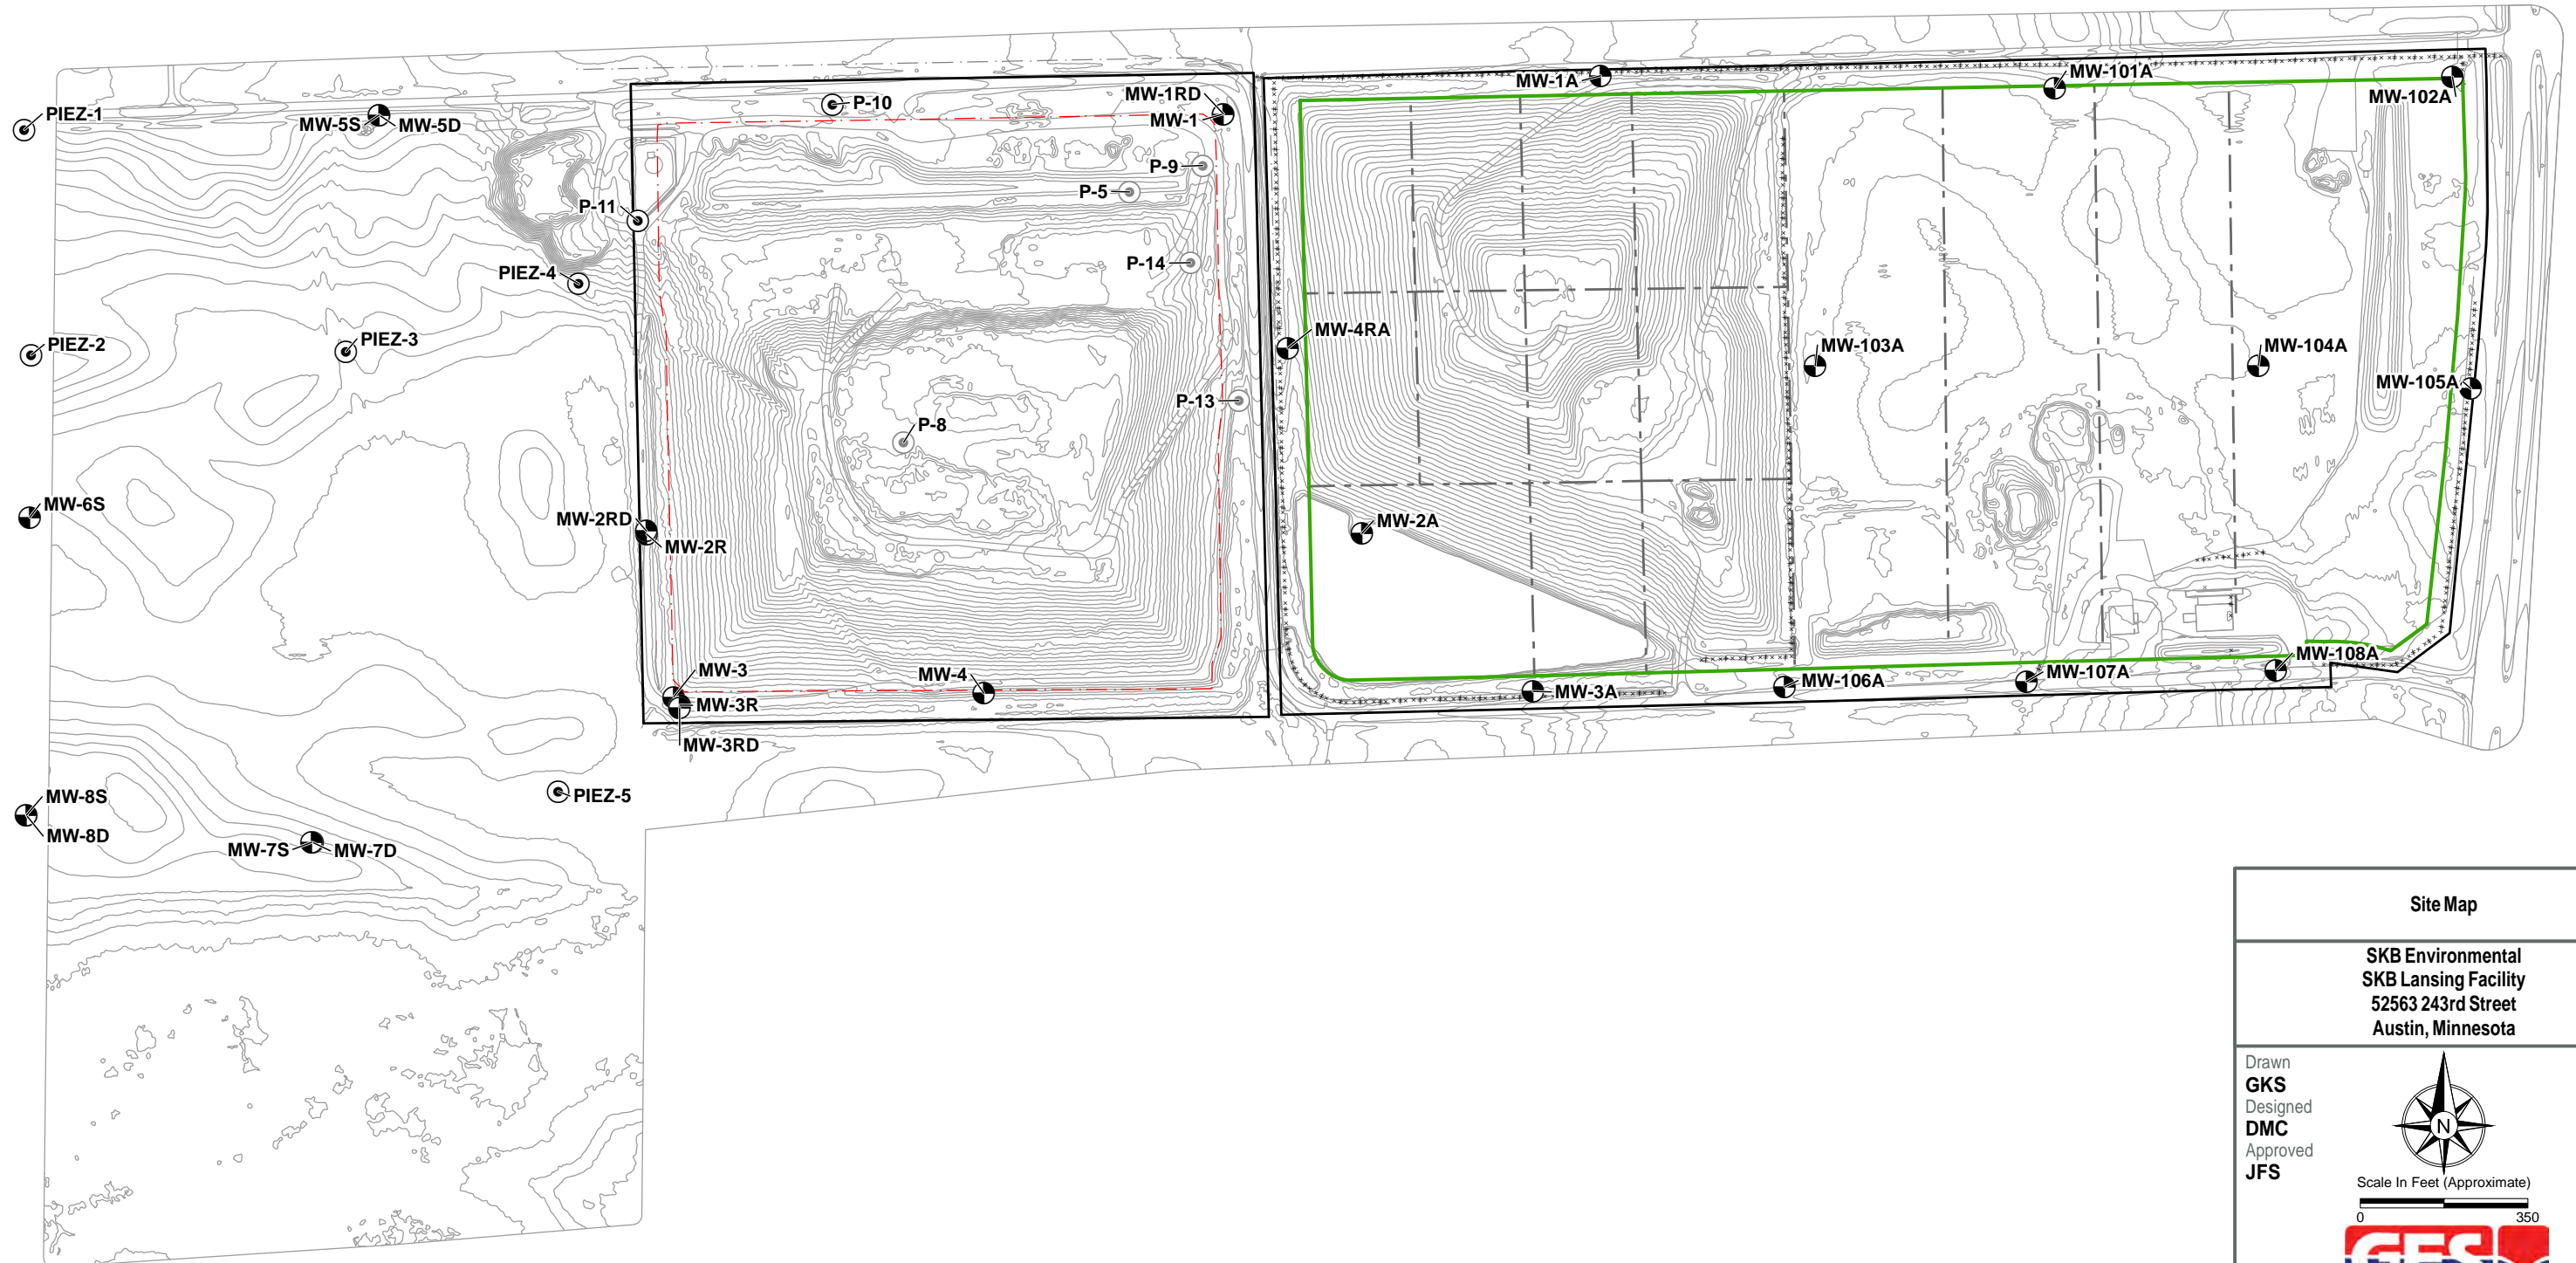 PIEZ-1
MW-5S
MW-5D
P-10
MW-1RD
MW-1
MW-1A
MW-101A
MW-102A
P-9
P-5
P-11
PIEZ-4
P-14
PIEZ-2
PIEZ-3
MW-4RA
MW-103A
MW-104A
MW-105A
P-13
P-8
MW-6S
MW-2RD
MW-2R
MW-2A
MW-3
MW-3R
MW-3RD
MW-4
MW-3A
MW-106A
MW-107A
MW-108A
MW-8S
MW-8D
PIEZ-5
MW-7S
MW-7D
Site Map
SKB Environmental
SKB Lansing Facility
52563 243rd Street
Austin, Minnesota
Drawn
GKS
Designed
DMC
Approved
JFS
N
Scale In Feet (Approximate)
0 350
GES